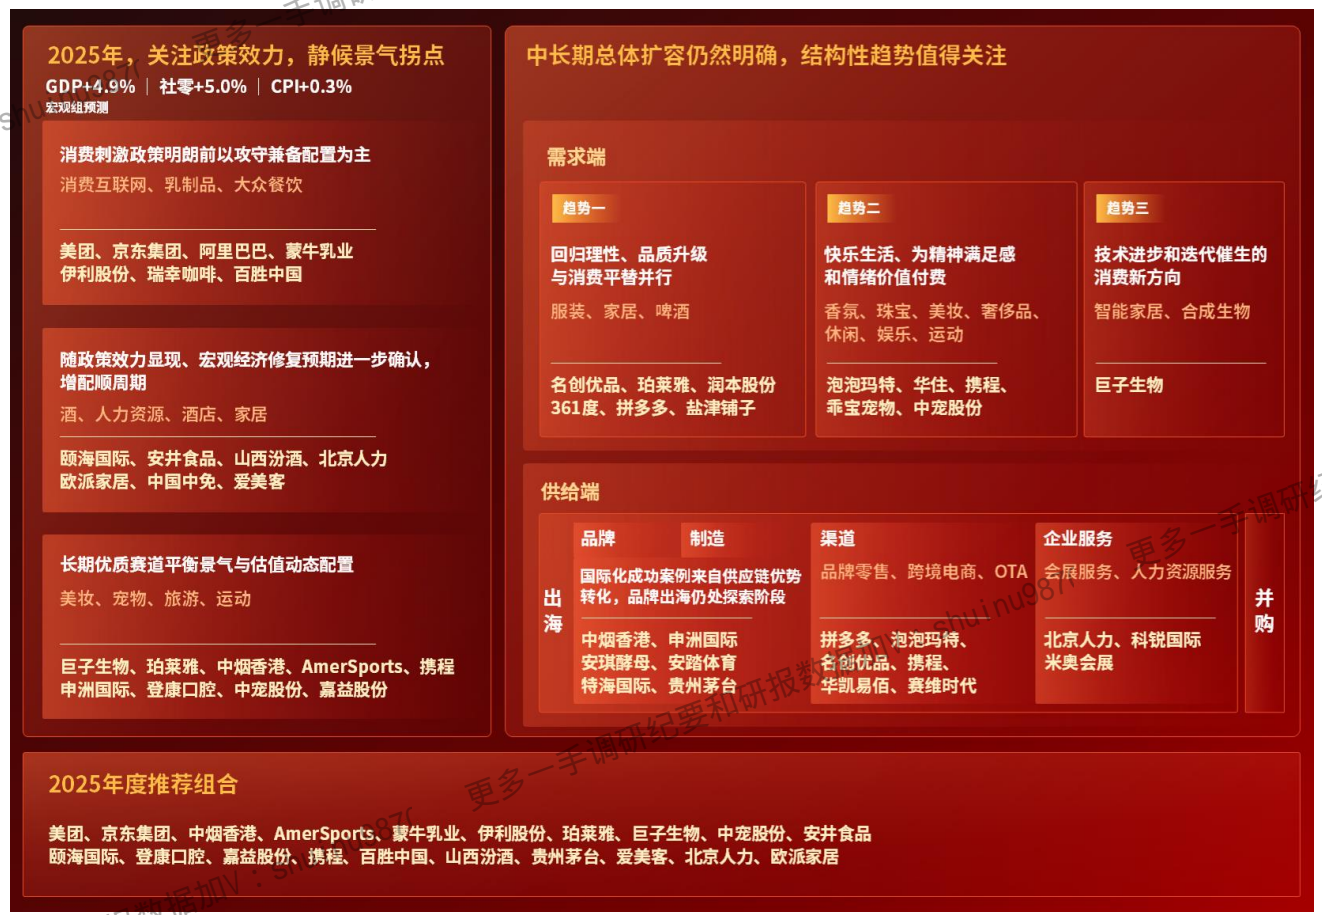 2025年，关注政策效力，静候景气拐点
GDP+4.9% | 社零+5.0% | CPI+0.3%
宏观组预测
消费刺激政策明朗前以攻守兼备配置为主
消费互联网、乳制品、大众餐饮
美团、京东集团、阿里巴巴、蒙牛乳业
伊利股份、瑞幸咖啡、百胜中国
随政策效力显现、宏观经济修复预期进一步确认，
增配顺周期
酒、人力资源、酒店、家居
颐海国际、安井食品、山西汾酒、北京人力
欧派家居、中国中免、爱美客
长期优质赛道平衡景气与估值动态配置
美妆、宠物、旅游、运动
巨子生物、珀莱雅、中烟香港、AmerSports、携程
申洲国际、登康口腔、中宠股份、嘉益股份
中长期总体扩容仍然明确，结构性趋势值得关注
需求端
趋势一
回归理性、品质升级
与消费平替并行
服装、家居、啤酒
名创优品、珀莱雅、润本股份
361度、拼多多、盐津铺子
趋势二
快乐生活、为精神满足感
和情绪价值付费
香氛、珠宝、美妆、奢侈品、
休闲、娱乐、运动
泡泡玛特、华住、携程、
乖宝宠物、中宠股份
趋势三
技术进步和迭代催生的
消费新方向
智能家居、合成生物
巨子生物
供给端
出海
品牌
制造
国际化成功案例来自供应链优势
转化，品牌出海仍处探索阶段
中烟香港、申洲国际
安琪酵母、安踏体育
特海国际、贵州茅台
渠道
品牌零售、跨境电商、OTA
拼多多、泡泡玛特、
名创优品、携程、
华凯易佰、赛维时代
企业服务
会展服务、人力资源服务
北京人力、科锐国际
米奥会展
并购
2025年度推荐组合
美团、京东集团、中烟香港、AmerSports、蒙牛乳业、伊利股份、珀莱雅、巨子生物、中宠股份、安井食品
颐海国际、登康口腔、嘉益股份、携程、百胜中国、山西汾酒、贵州茅台、爱美客、北京人力、欧派家居
更多一手调研纪要和研报数据加V：shuinu987r